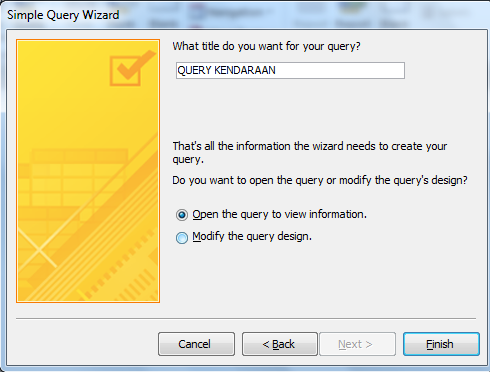 Simple Query Wizard
What title do you want for your query?
QUERY KENDARAAN
That's all the information the wizard needs to create your
query.
Do you want to open the query or modify the query's design?
Open the query to view information.
Modify the query design.
Cancel
< Back
Next >
Finish